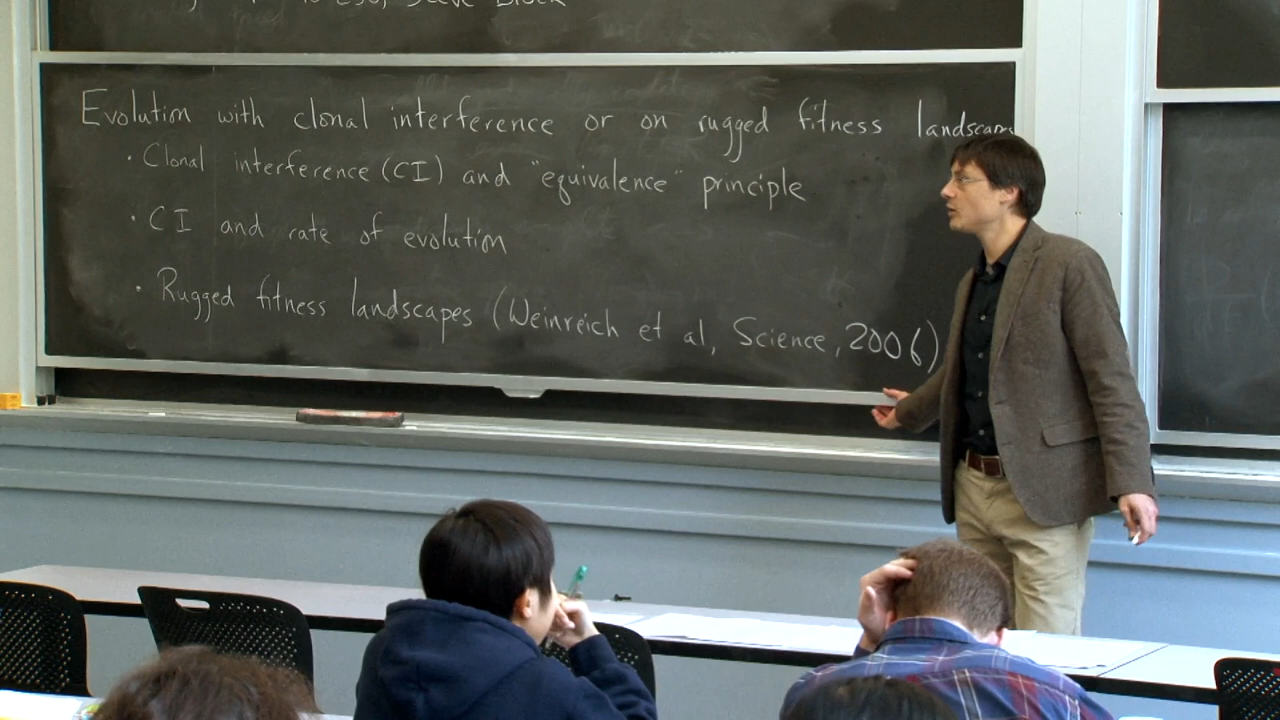 Steve Block
Evolution with clonal interference or on rugged fitness landscapes
· Clonal interference (CI) and "equivalence" principle
· CI and rate of evolution
· Rugged fitness landscapes (Weinreich et al, Science, 2006)